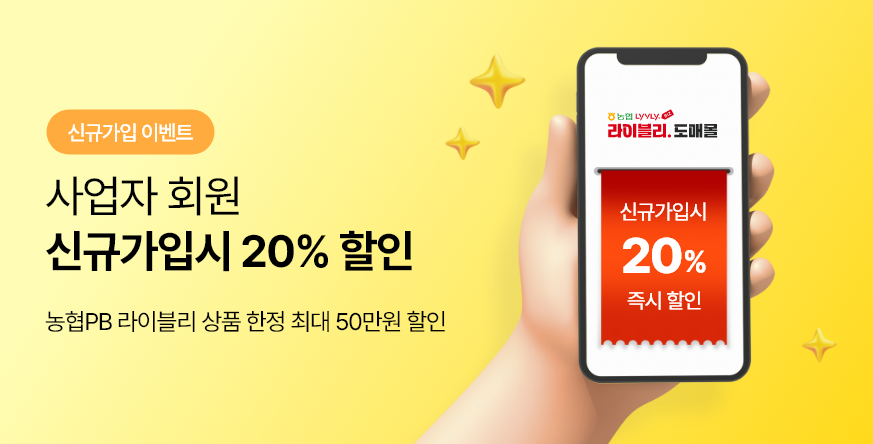 신규가입 이벤트
사업자 회원
신규가입시 20% 할인
농협PB 라이블리 상품 한정 최대 50만원 할인
농협 LYVLY.
라이블리. 도매몰
신규가입시
20%
즉시 할인